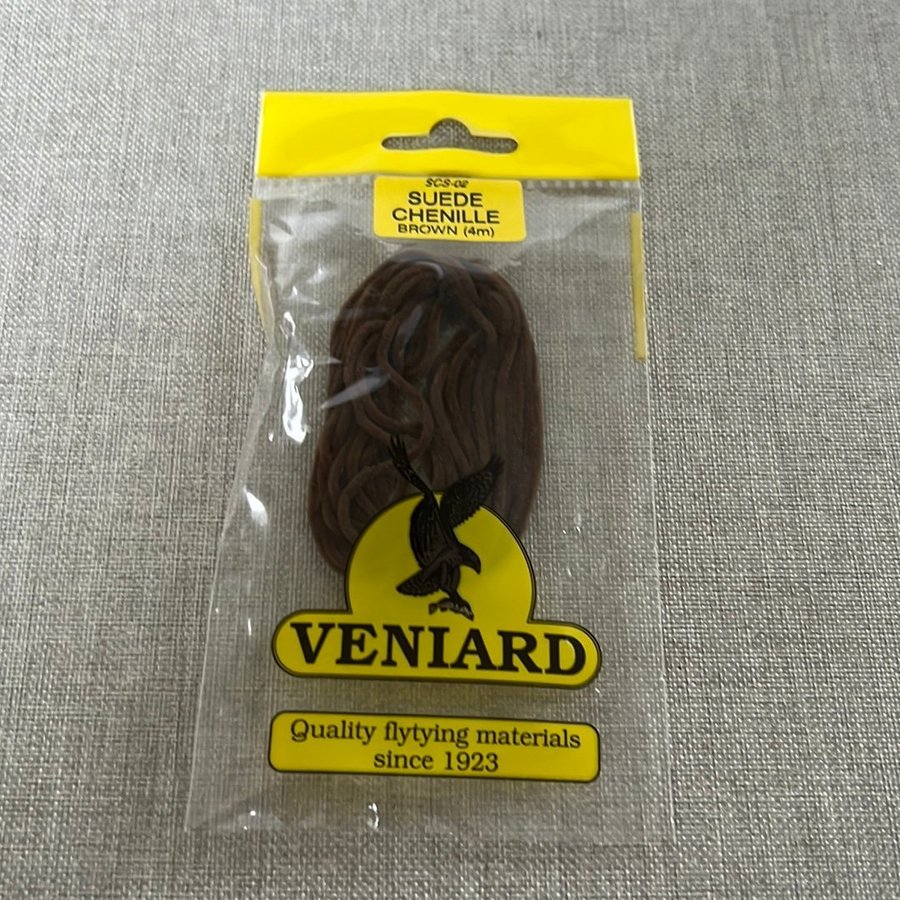 SCS-02
SUEDE
CHENILLE
BROWN (4m)
VENIARD
Quality flytying materials
since 1923